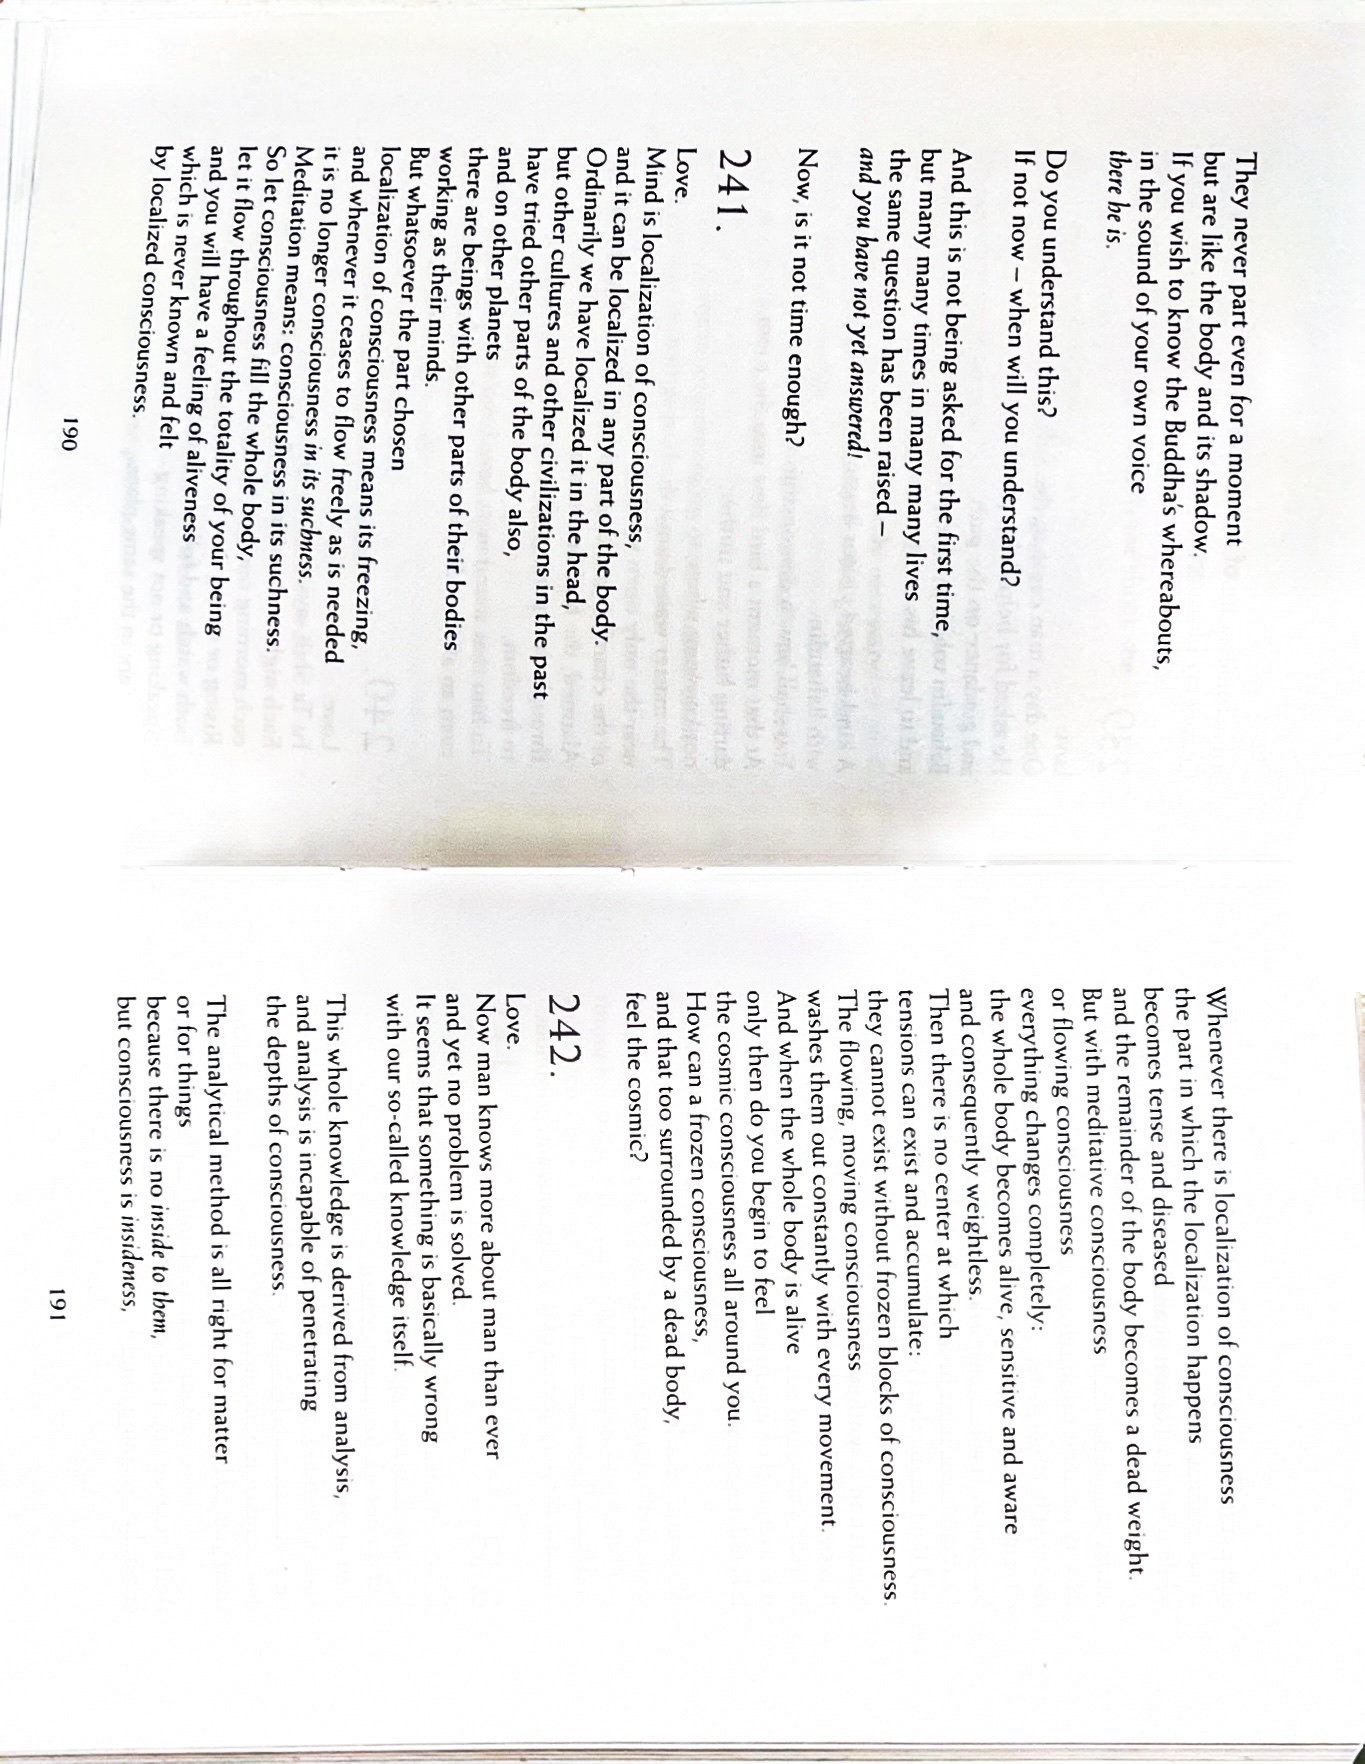 They never part even for a moment
but are like the body and its shadow.
If you wish to know the Buddha's whereabouts,
in the sound of your own voice
there he is.
Do you understand this?
If not now – when will you understand?
And this is not being asked for the first time,
but many many times in many many lives
the same question has been raised –
and you have not yet answered!
Now, is it not time enough?
241.
Love.
Mind is localization of consciousness,
and it can be localized in any part of the body.
Ordinarily we have localized it in the head,
but other cultures and other civilizations in the past
have tried other parts of the body also,
and on other planets
there are beings with other parts of their bodies
working as their minds.
But whatsoever the part chosen
localization of consciousness means its freezing,
and whenever it ceases to flow freely as is needed
it is no longer consciousness in its suchness.
Meditation means: consciousness in its suchness.
So let consciousness fill the whole body,
let it flow throughout the totality of your being
and you will have a feeling of aliveness
which is never known and felt
by localized consciousness.
190
Whenever there is localization of consciousness
the part in which the localization happens
becomes tense and diseased
and the remainder of the body becomes a dead weight.
But with meditative consciousness
or flowing consciousness
everything changes completely:
the whole body becomes alive, sensitive and aware
and consequently weightless.
Then there is no center at which
tensions can exist and accumulate:
they cannot exist without frozen blocks of consciousness.
The flowing, moving consciousness
washes them out constantly with every movement.
And when the whole body is alive
only then do you begin to feel
the cosmic consciousness all around you.
How can a frozen consciousness,
and that too surrounded by a dead body,
feel the cosmic?
242.
Love.
Now man knows more about man than ever
and yet no problem is solved.
It seems that something is basically wrong
with our so-called knowledge itself.
This whole knowledge is derived from analysis,
and analysis is incapable of penetrating
the depths of consciousness.
The analytical method is all right for matter
or for things
because there is no inside to them,
but consciousness is insideness,
191